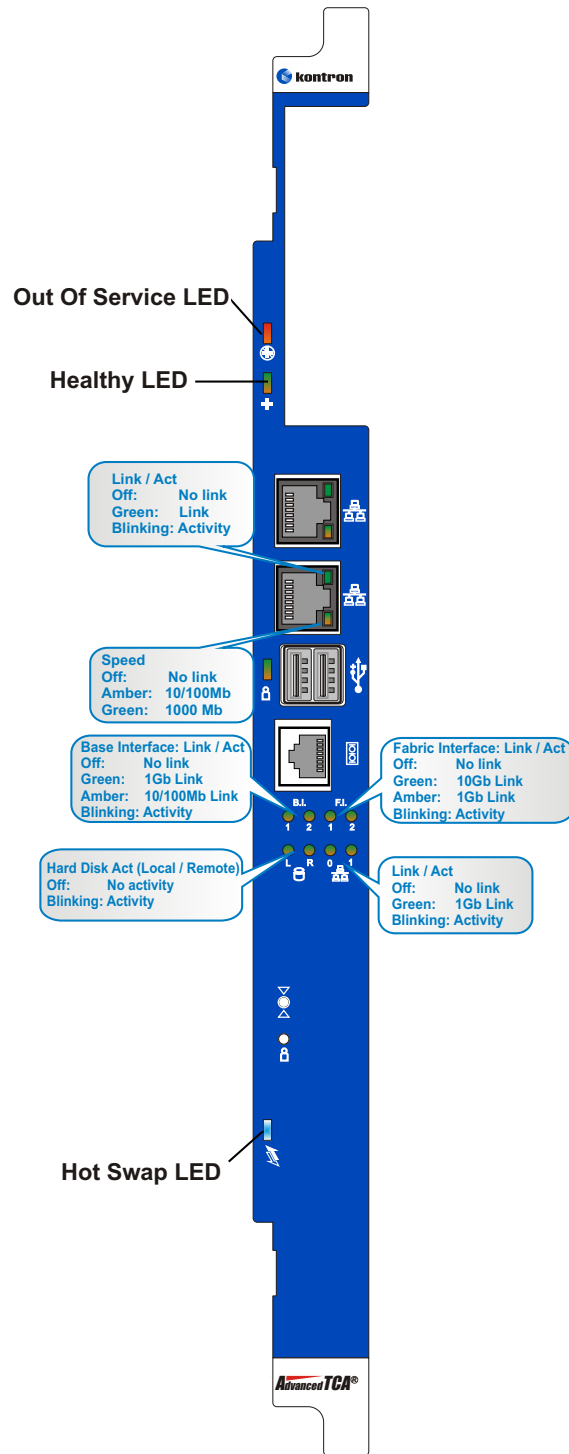 kontron
Out Of Service LED
Healthy LED
Link / Act
Off: No link
Green: Link
Blinking: Activity
Speed
Off: No link
Amber: 10/100Mb
Green: 1000 Mb
Base Interface: Link / Act
Off: No link
Green: 1Gb Link
Amber: 10/100Mb Link
Blinking: Activity
Fabric Interface: Link / Act
Off: No link
Green: 10Gb Link
Amber: 1Gb Link
Blinking: Activity
B.I. F.I.
1 2 1 2
L R 0 1
Hard Disk Act (Local / Remote)
Off: No activity
Blinking: Activity
Link / Act
Off: No link
Green: 1Gb Link
Blinking: Activity
Hot Swap LED
AdvancedTCA®